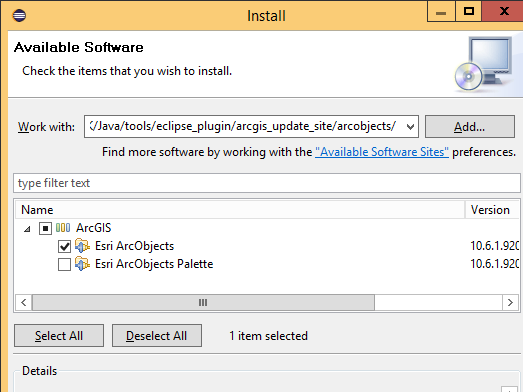 Install
Available Software
Check the items that you wish to install.
Work with: :/Java/tools/eclipse_plugin/arcgis_update_site/arcobjects/ Add...
Find more software by working with the "Available Software Sites" preferences.
type filter text
Name Version
ArcGIS
Esri ArcObjects 10.6.1.920
Esri ArcObjects Palette 10.6.1.920
Select All Deselect All 1 item selected
Details